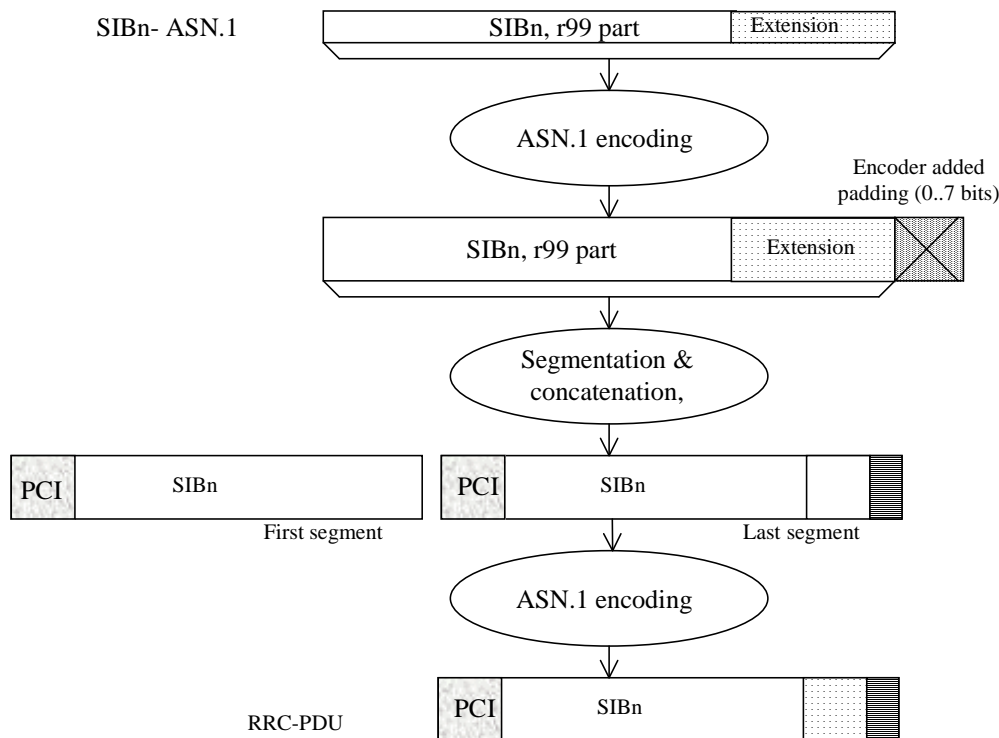 SIBn- ASN.1
SIBn, r99 part
Extension
ASN.1 encoding
Encoder added
padding (0..7 bits)
SIBn, r99 part
Extension
Segmentation &
concatenation,
PCI
SIBn
PCI
SIBn
First segment
Last segment
ASN.1 encoding
PCI
SIBn
RRC-PDU